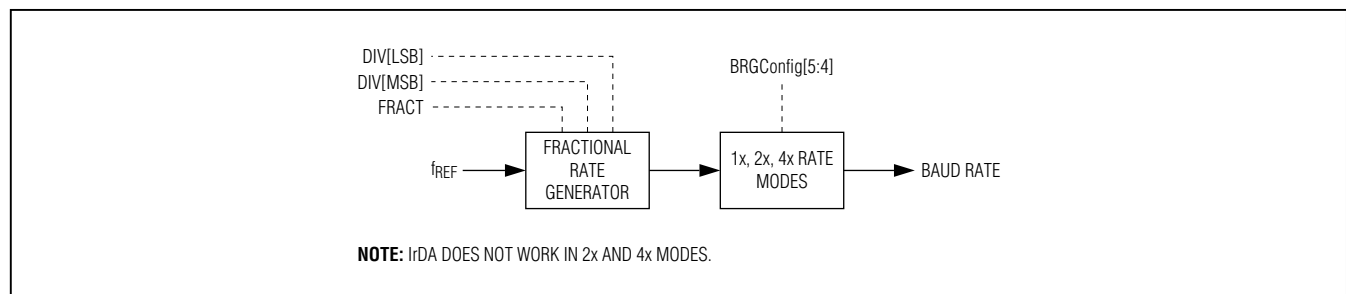 DIV[LSB]
DIV[MSB]
FRACT
BRGConfig[5:4]
fREF
FRACTIONAL
RATE
GENERATOR
1x, 2x, 4x RATE
MODES
BAUD RATE
NOTE: IrDA DOES NOT WORK IN 2x AND 4x MODES.